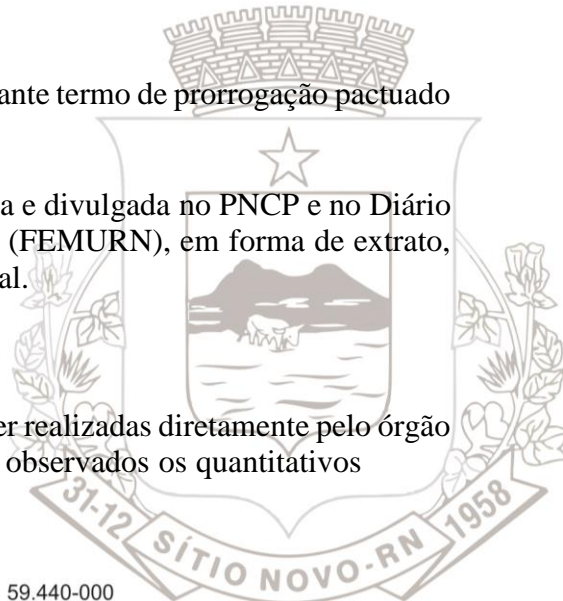 ante termo de prorrogação pactuado
a e divulgada no PNCP e no Diário
(FEMURN), em forma de extrato,
al.
er realizadas diretamente pelo órgão
observados os quantitativos
31-12 SÍTIO NOVO-RN 1958
59.440-000